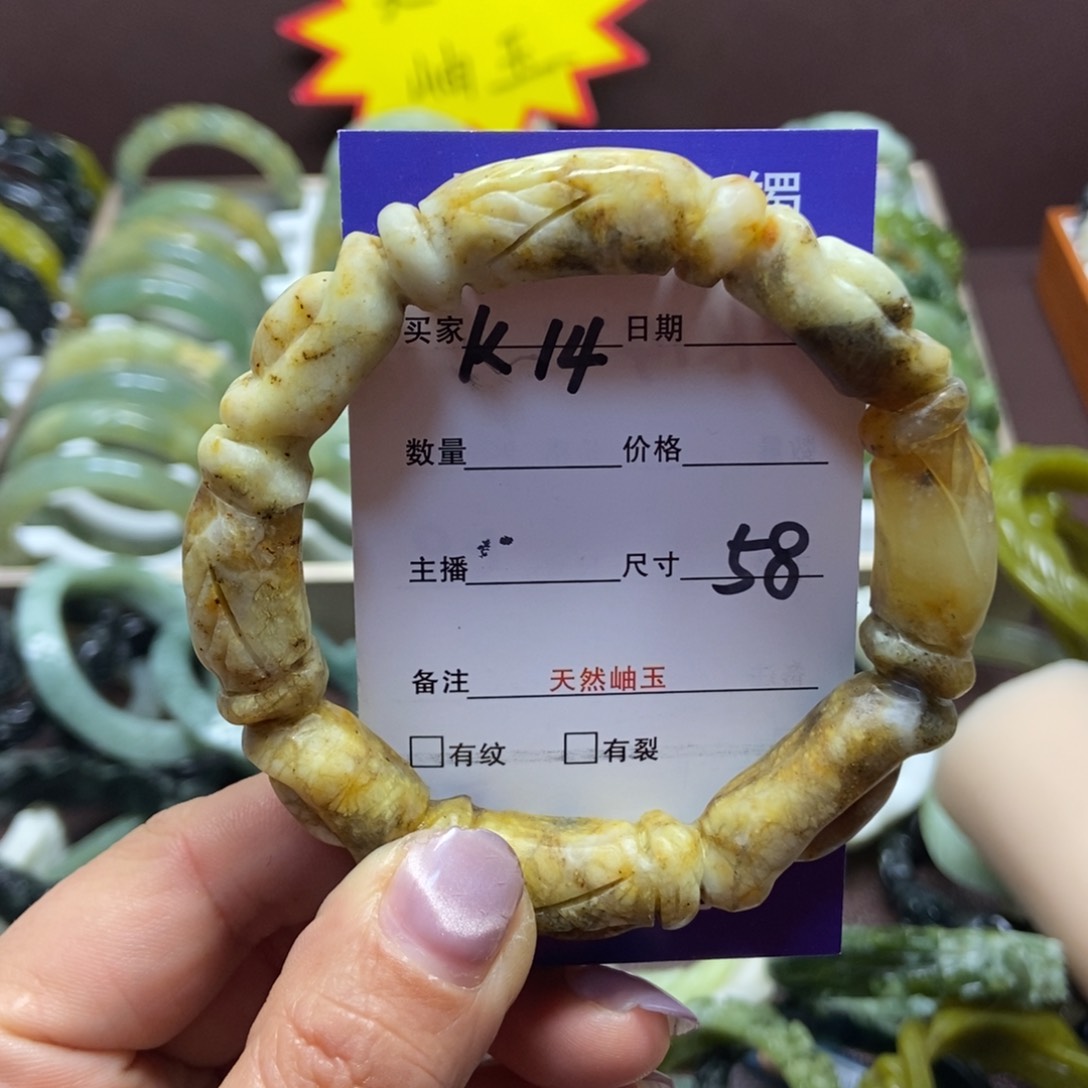 岫玉
镯
买家 K 14 日期
数量 价格
主播 尺寸 58
备注 天然岫玉
□有纹 □有裂